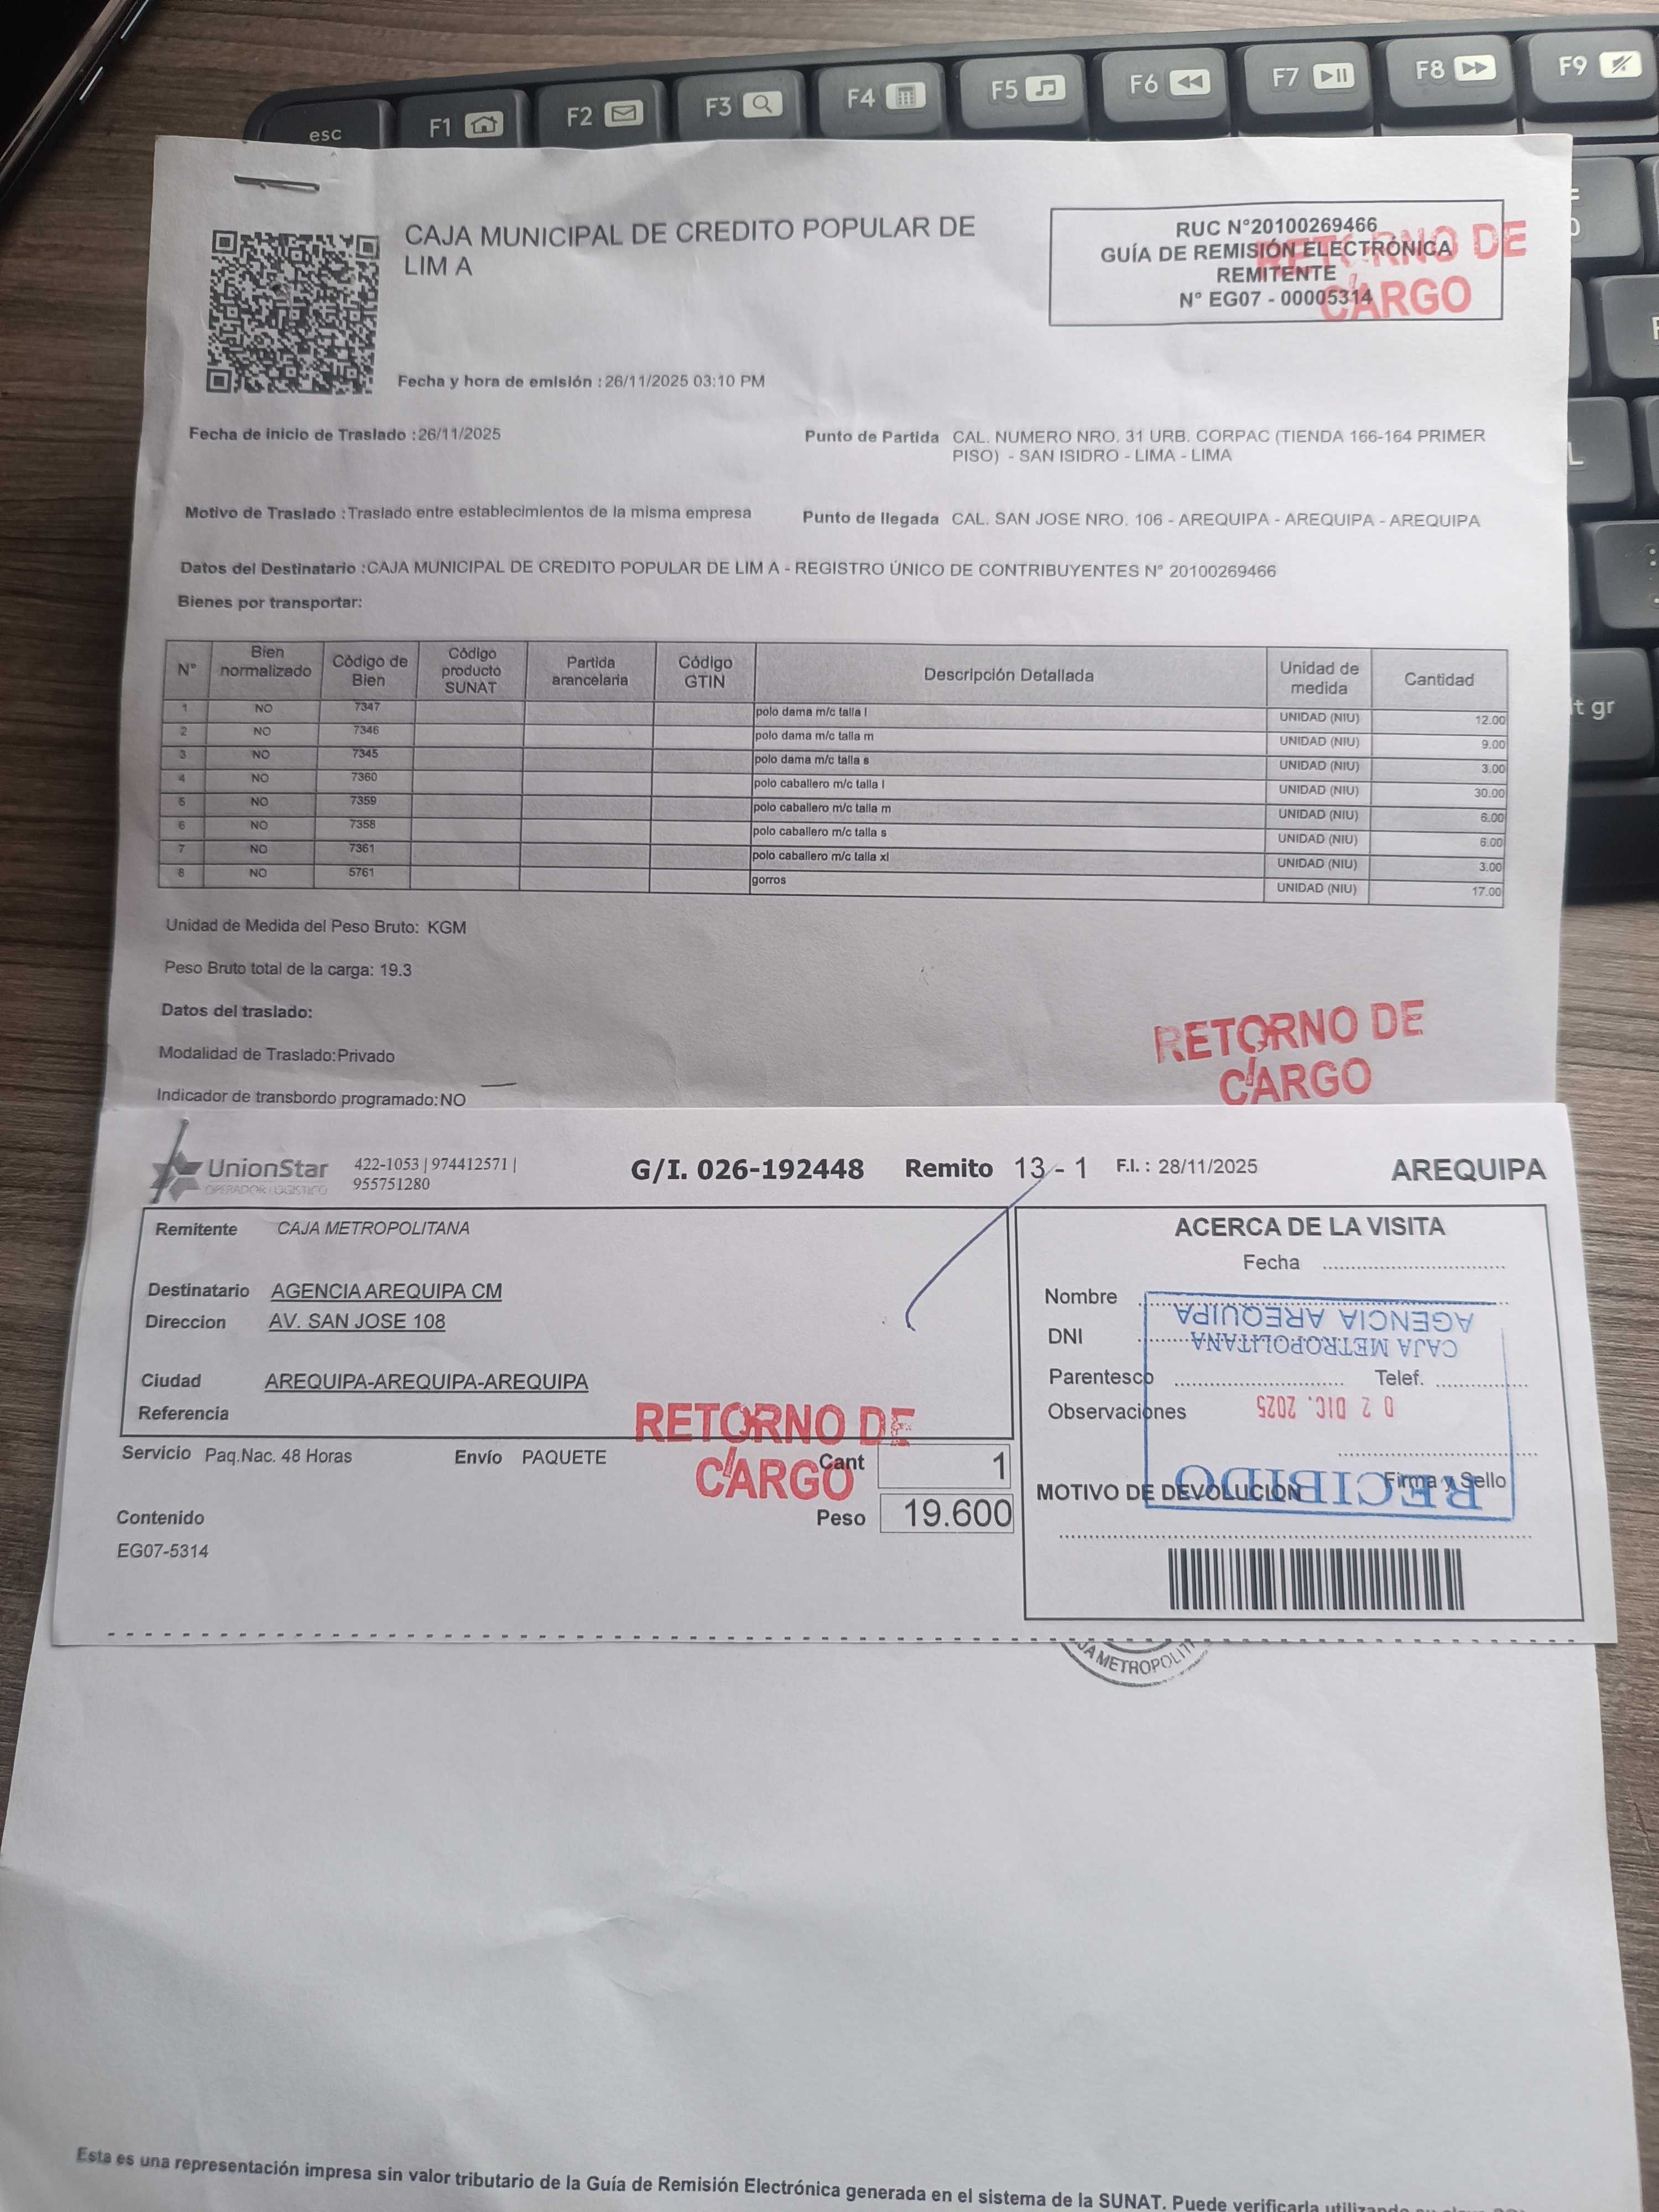 esc F1 F2 F3 F4 F5 F6 F7 F8 F9
CAJA MUNICIPAL DE CREDITO POPULAR DE
LIM A
RUC N°20100269466
GUÍA DE REMISIÓN ELECTRÓNICA
REMITENTE
N° EG07 - 00005314
RETORNO DE
CARGO
Fecha y hora de emisión : 26/11/2025 03:10 PM
Fecha de inicio de Traslado : 26/11/2025
Punto de Partida CAL. NUMERO NRO. 31 URB. CORPAC (TIENDA 166-164 PRIMER
PISO) - SAN ISIDRO - LIMA - LIMA
Motivo de Traslado : Traslado entre establecimientos de la misma empresa
Punto de llegada CAL. SAN JOSE NRO. 106 - AREQUIPA - AREQUIPA - AREQUIPA
Datos del Destinatario : CAJA MUNICIPAL DE CREDITO POPULAR DE LIM A - REGISTRO ÚNICO DE CONTRIBUYENTES N° 20100269466
Bienes por transportar:
N° Bien normalizado Código de Bien Código producto SUNAT Partida arancelaria Código GTIN Descripción Detallada Unidad de medida Cantidad
1 NO 7347 polo dama m/c talla l UNIDAD (NIU) 12.00
2 NO 7346 polo dama m/c talla m UNIDAD (NIU) 9.00
3 NO 7345 polo dama m/c talla s UNIDAD (NIU) 3.00
4 NO 7360 polo caballero m/c talla l UNIDAD (NIU) 30.00
5 NO 7359 polo caballero m/c talla m UNIDAD (NIU) 6.00
6 NO 7358 polo caballero m/c talla s UNIDAD (NIU) 6.00
7 NO 7361 polo caballero m/c talla xl UNIDAD (NIU) 3.00
8 NO 5761 gorros UNIDAD (NIU) 17.00
Unidad de Medida del Peso Bruto: KGM
Peso Bruto total de la carga: 19.3
Datos del traslado:
Modalidad de Traslado: Privado
Indicador de transbordo programado: NO
RETORNO DE
CARGO
UnionStar
OPERADOR LOGISTICO
422-1053 | 974412571 |
955751280
G/I. 026-192448 Remito 13 - 1 F.I. : 28/11/2025 AREQUIPA
Remitente CAJA METROPOLITANA
Destinatario AGENCIA AREQUIPA CM
Direccion AV. SAN JOSE 108
Ciudad AREQUIPA-AREQUIPA-AREQUIPA
Referencia
RETORNO DE
CARGO
Servicio Paq.Nac. 48 Horas Envío PAQUETE Cant 1
Peso 19.600
Contenido
EG07-5314
ACERCA DE LA VISITA
Fecha
Nombre
DNI
Parentesco Telef.
Observaciones
Firma y Sello
MOTIVO DE DEVOLUCION
RECIBIDO
02 DIC. 2025
CAJA METROPOLITANA
AGENCIA AREQUIPA
JA METROPOLIT
Esta es una representación impresa sin valor tributario de la Guía de Remisión Electrónica generada en el sistema de la SUNAT. Puede verificarla utilizando